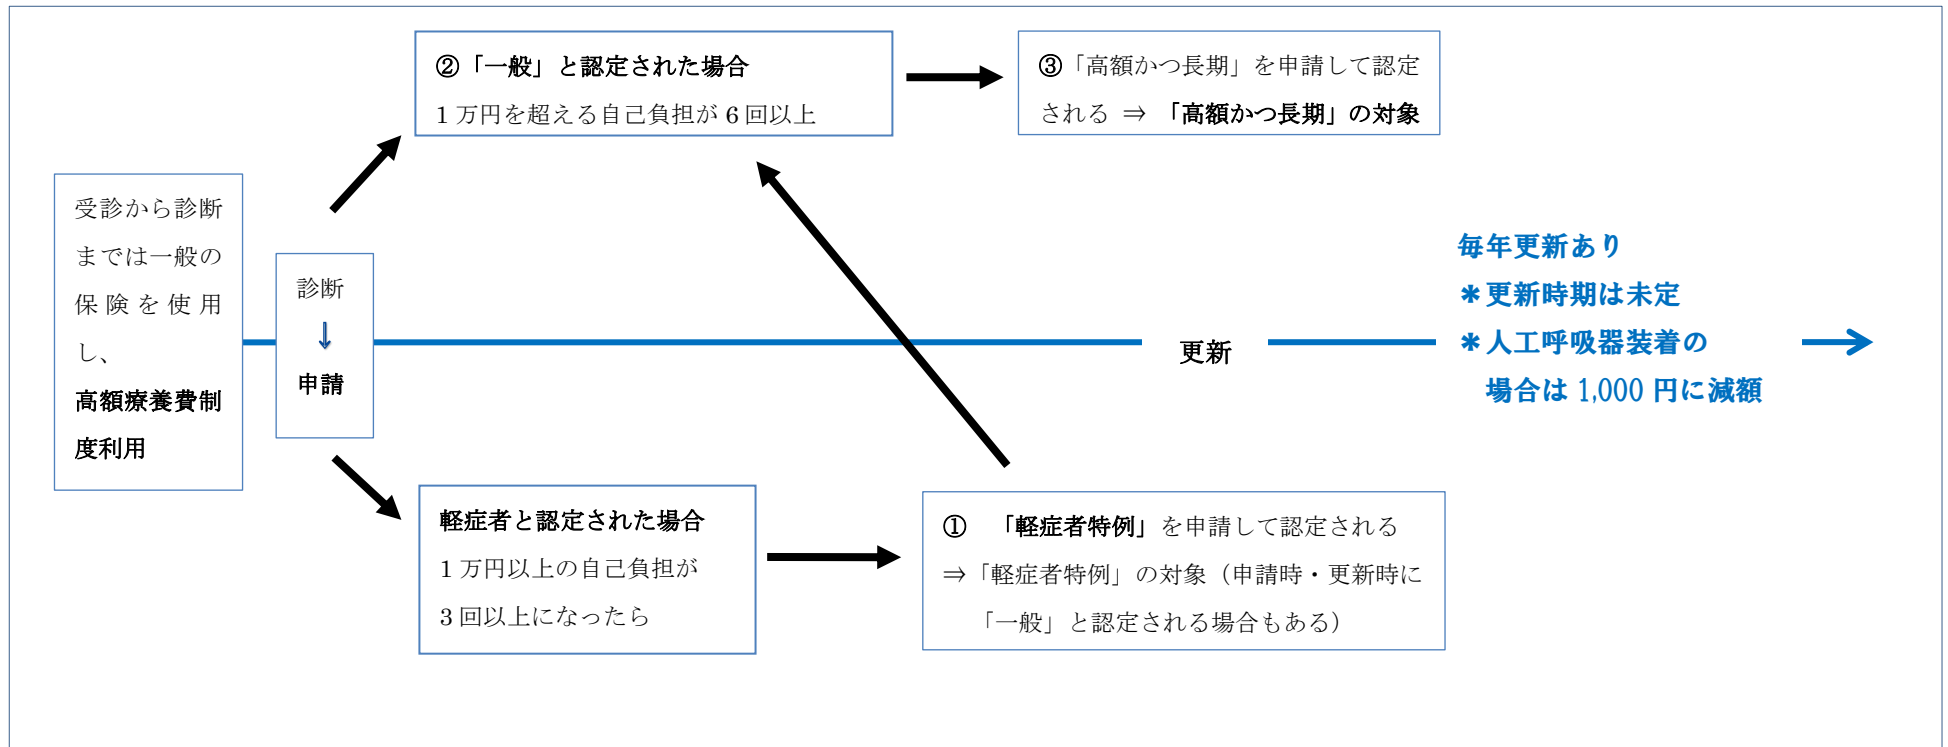 受診から診断
までは一般の
保険を使用
し、
高額療養費制
度利用
診断
↓
申請
②「一般」と認定された場合
1 万円を超える自己負担が 6 回以上
③「高額かつ長期」を申請して認定
される ⇒ 「高額かつ長期」の対象
軽症者と認定された場合
1 万円以上の自己負担が
3 回以上になったら
① 「軽症者特例」を申請して認定される
⇒「軽症者特例」の対象（申請時・更新時に
「一般」と認定される場合もある）
更新
毎年更新あり
＊更新時期は未定
＊人工呼吸器装着の
場合は 1,000 円に減額